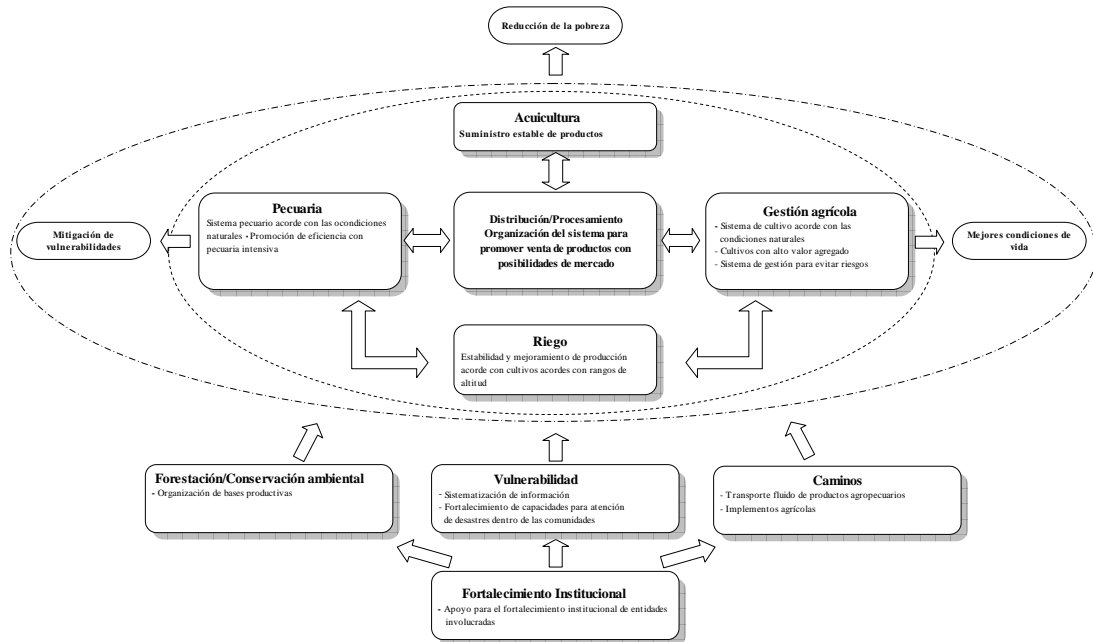 Reducción de la pobreza
Acuicultura
Suministro estable de productos
Pecuaria
Sistema pecuario acorde con las ocondiciones
naturales · Promoción de eficiencia con
pecuaria intensiva
Distribución/Procesamiento
Organización del sistema para
promover venta de productos con
posibilidades de mercado
Gestión agrícola
- Sistema de cultivo acorde con las
condiciones naturales
- Cultivos con alto valor agregado
- Sistema de gestión para evitar riesgos
Mitigación de
vulnerabilidades
Mejores condiciones de
vida
Riego
Estabilidad y mejoramiento de producción
acorde con cultivos acordes con rangos de
altitud
Forestación/Conservación ambiental
- Organización de bases productivas
Vulnerabilidad
- Sistematización de información
- Fortalecimiento de capacidades para atención
de desastres dentro de las comunidades
Caminos
- Transporte fluido de productos agropecuarios
- Implementos agrícolas
Fortalecimiento Institucional
- Apoyo para el fortalecimiento institucional de entidades
involucradas